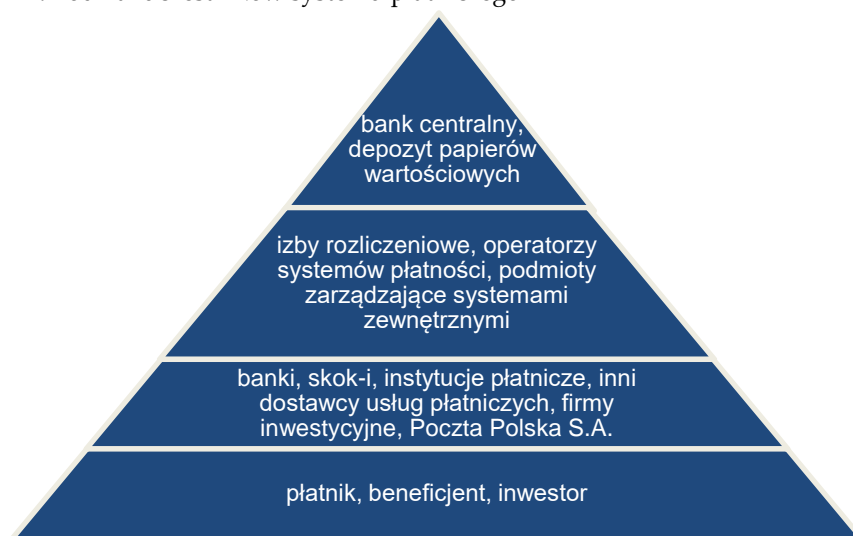 bank centralny,
depozyt papierów
wartościowych
izby rozliczeniowe, operatorzy
systemów płatności, podmioty
zarządzające systemami
zewnętrznymi
banki, skok-i, instytucje płatnicze, inni
dostawcy usług płatniczych, firmy
inwestycyjne, Poczta Polska S.A.
płatnik, beneficjent, inwestor